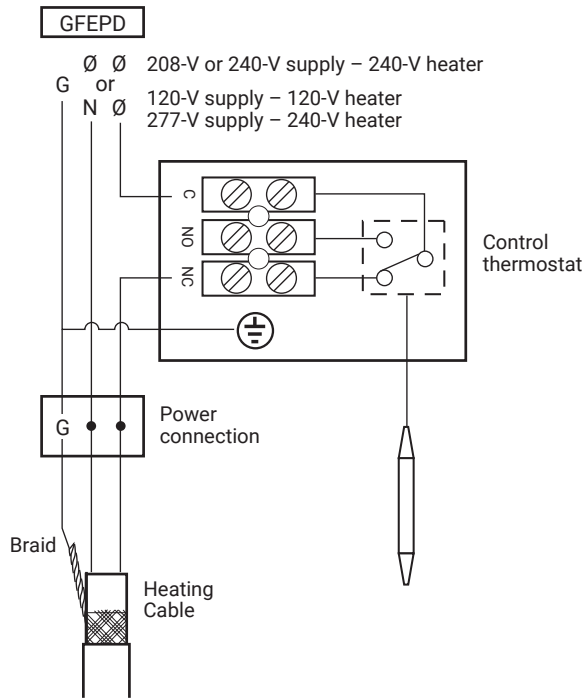 GFEPD
Ø Ø 208-V or 240-V supply – 240-V heater
G or
N Ø 120-V supply – 120-V heater
277-V supply – 240-V heater
C
NO
NC
Control
thermostat
G
Power
connection
Braid
Heating
Cable